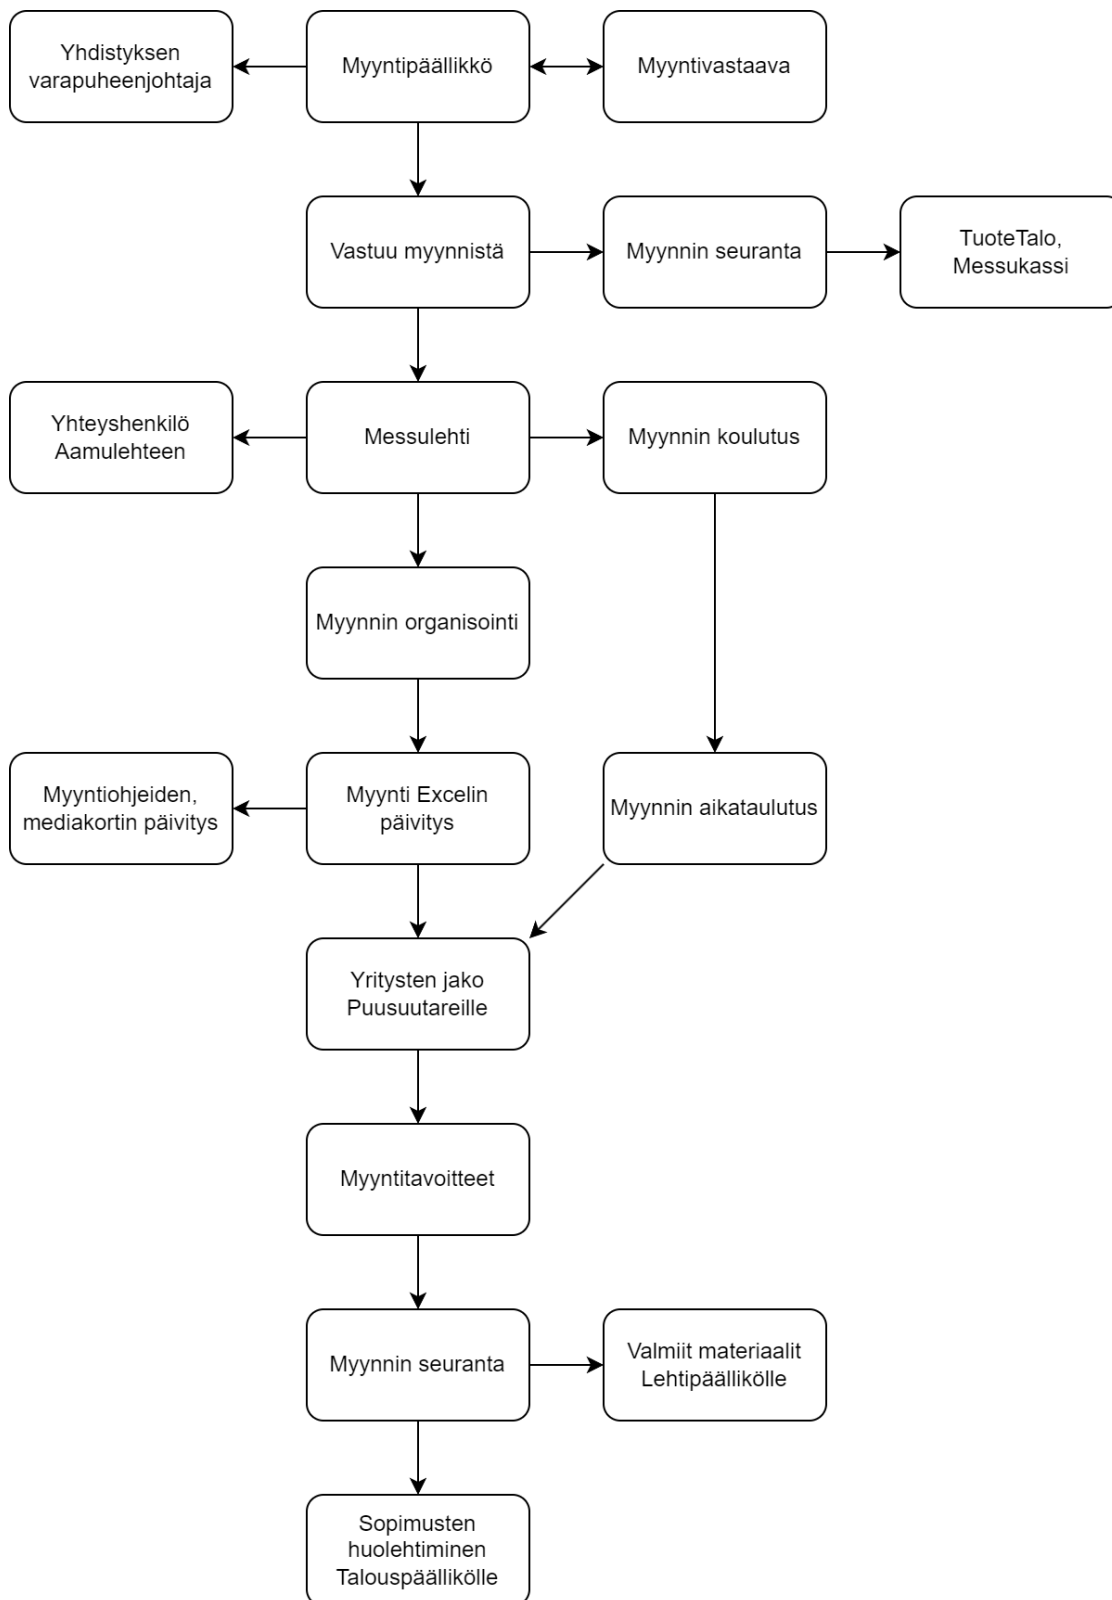 Yhdistyksen
varapuheenjohtaja
Myyntipäällikkö
Myyntivastaava
Vastuu myynnistä
Myynnin seuranta
TuoteTalo,
Messukassi
Yhteyshenkilö
Aamulehteen
Messulehti
Myynnin koulutus
Myynnin organisointi
Myyntiohjeiden,
mediakortin päivitys
Myynti Excelin
päivitys
Myynnin aikataulutus
Yritysten jako
Puusuutareille
Myyntitavoitteet
Myynnin seuranta
Valmiit materiaalit
Lehtipäällikölle
Sopimusten
huolehtiminen
Talouspäällikölle